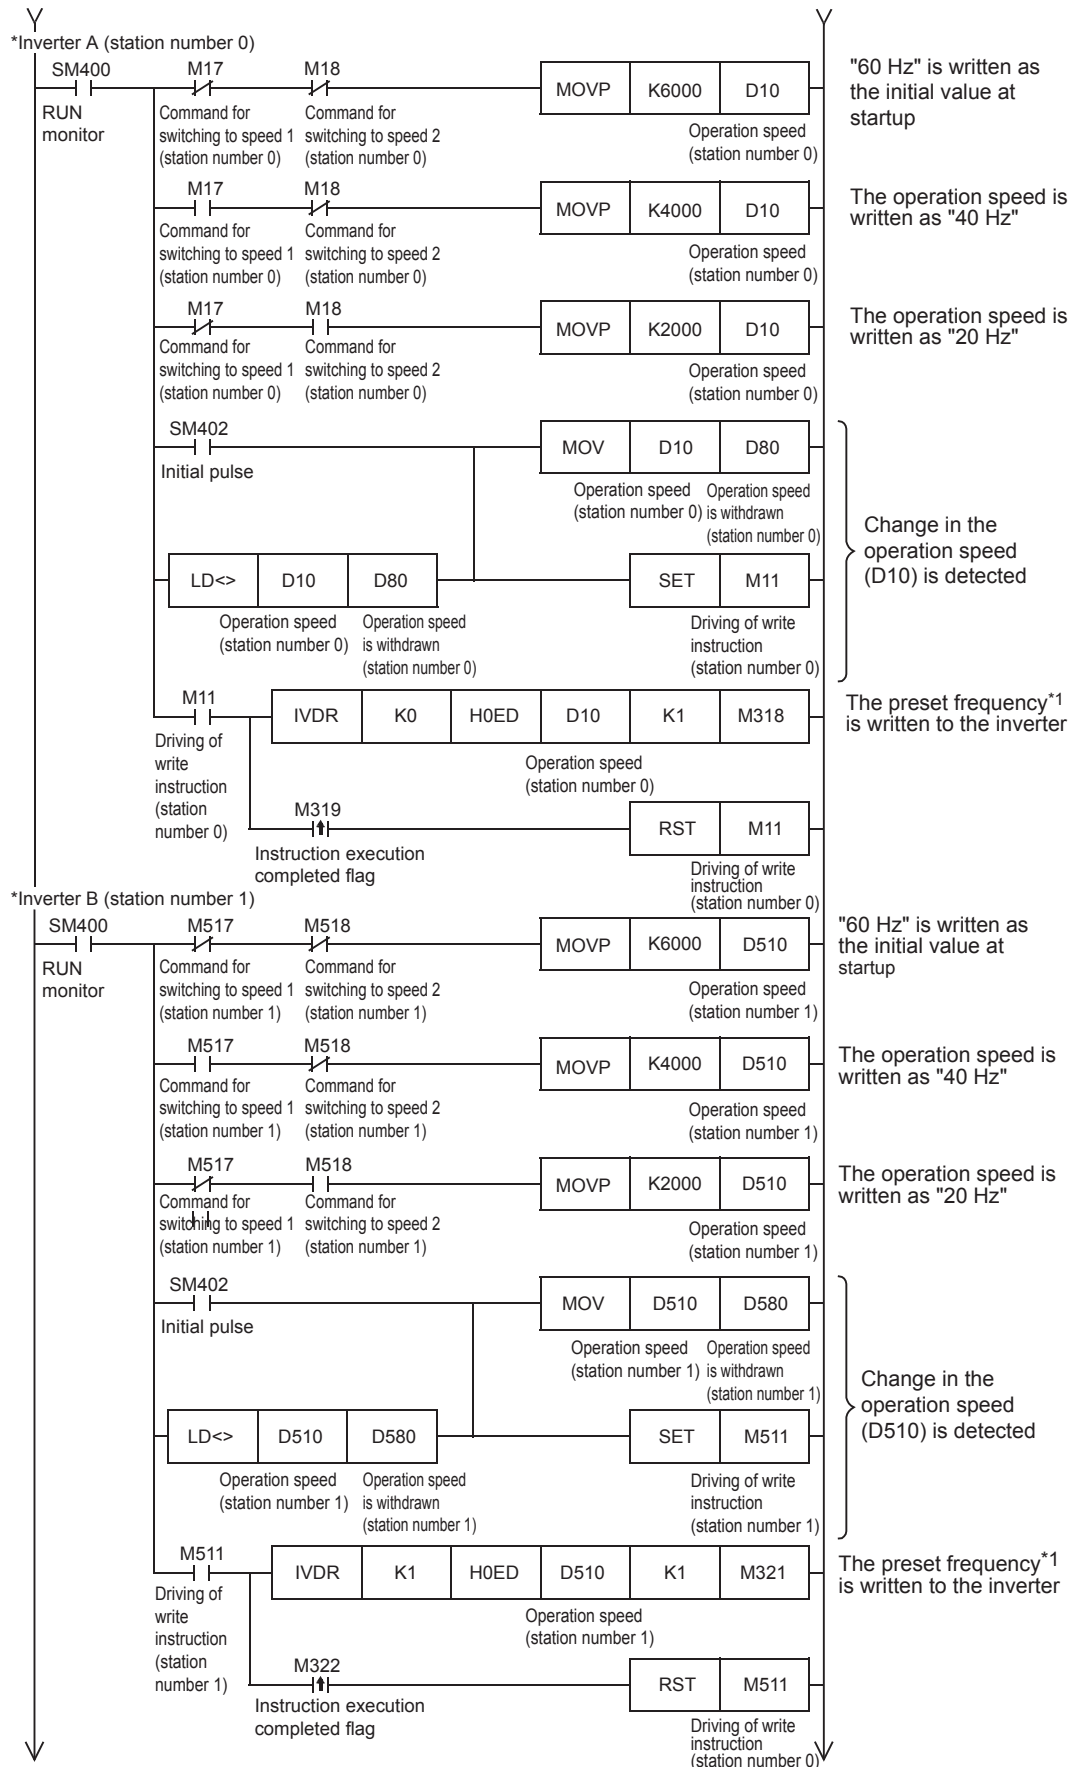 *Inverter A (station number 0)
SM400 M17 M18
MOVP K6000 D10
"60 Hz" is written as
the initial value at
startup
RUN
monitor
Command for
switching to speed 1
(station number 0)
Command for
switching to speed 2
(station number 0)
Operation speed
(station number 0)
M17 M18
MOVP K4000 D10
The operation speed is
written as "40 Hz"
Command for
switching to speed 1
(station number 0)
Command for
switching to speed 2
(station number 0)
Operation speed
(station number 0)
M17 M18
MOVP K2000 D10
The operation speed is
written as "20 Hz"
Command for
switching to speed 1
(station number 0)
Command for
switching to speed 2
(station number 0)
Operation speed
(station number 0)
SM402
Initial pulse
MOV D10 D80
Operation speed
(station number 0)
Operation speed
is withdrawn
(station number 0)
Change in the
operation speed
(D10) is detected
LD<> D10 D80
SET M11
Operation speed
(station number 0)
Operation speed
is withdrawn
(station number 0)
Driving of write
instruction
(station number 0)
M11
IVDR K0 H0ED D10 K1 M318
The preset frequency*1
is written to the inverter
Driving of
write
instruction
(station
number 0)
Operation speed
(station number 0)
M319
RST M11
Instruction execution
completed flag
Driving of write
instruction
(station number 0)
*Inverter B (station number 1)
SM400 M517 M518
MOVP K6000 D510
"60 Hz" is written as
the initial value at
startup
RUN
monitor
Command for
switching to speed 1
(station number 1)
Command for
switching to speed 2
(station number 1)
Operation speed
(station number 1)
M517 M518
MOVP K4000 D510
The operation speed is
written as "40 Hz"
Command for
switching to speed 1
(station number 1)
Command for
switching to speed 2
(station number 1)
Operation speed
(station number 1)
M517 M518
MOVP K2000 D510
The operation speed is
written as "20 Hz"
Command for
switching to speed 1
(station number 1)
Command for
switching to speed 2
(station number 1)
Operation speed
(station number 1)
SM402
Initial pulse
MOV D510 D580
Operation speed
(station number 1)
Operation speed
is withdrawn
(station number 1)
Change in the
operation speed
(D510) is detected
LD<> D510 D580
SET M511
Operation speed
(station number 1)
Operation speed
is withdrawn
(station number 1)
Driving of write
instruction
(station number 1)
M511
IVDR K1 H0ED D510 K1 M321
The preset frequency*1
is written to the inverter
Driving of
write
instruction
(station
number 1)
Operation speed
(station number 1)
M322
RST M511
Instruction execution
completed flag
Driving of write
instruction
(station number 0)